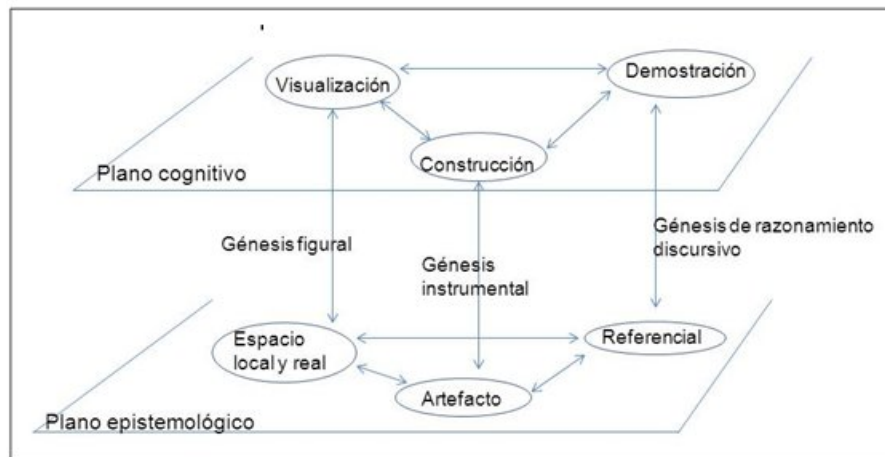 Visualización
Demostración
Construcción
Plano cognitivo
Génesis figural
Génesis
instrumental
Génesis de razonamiento
discursivo
Espacio
local y real
Referencial
Artefacto
Plano epistemológico